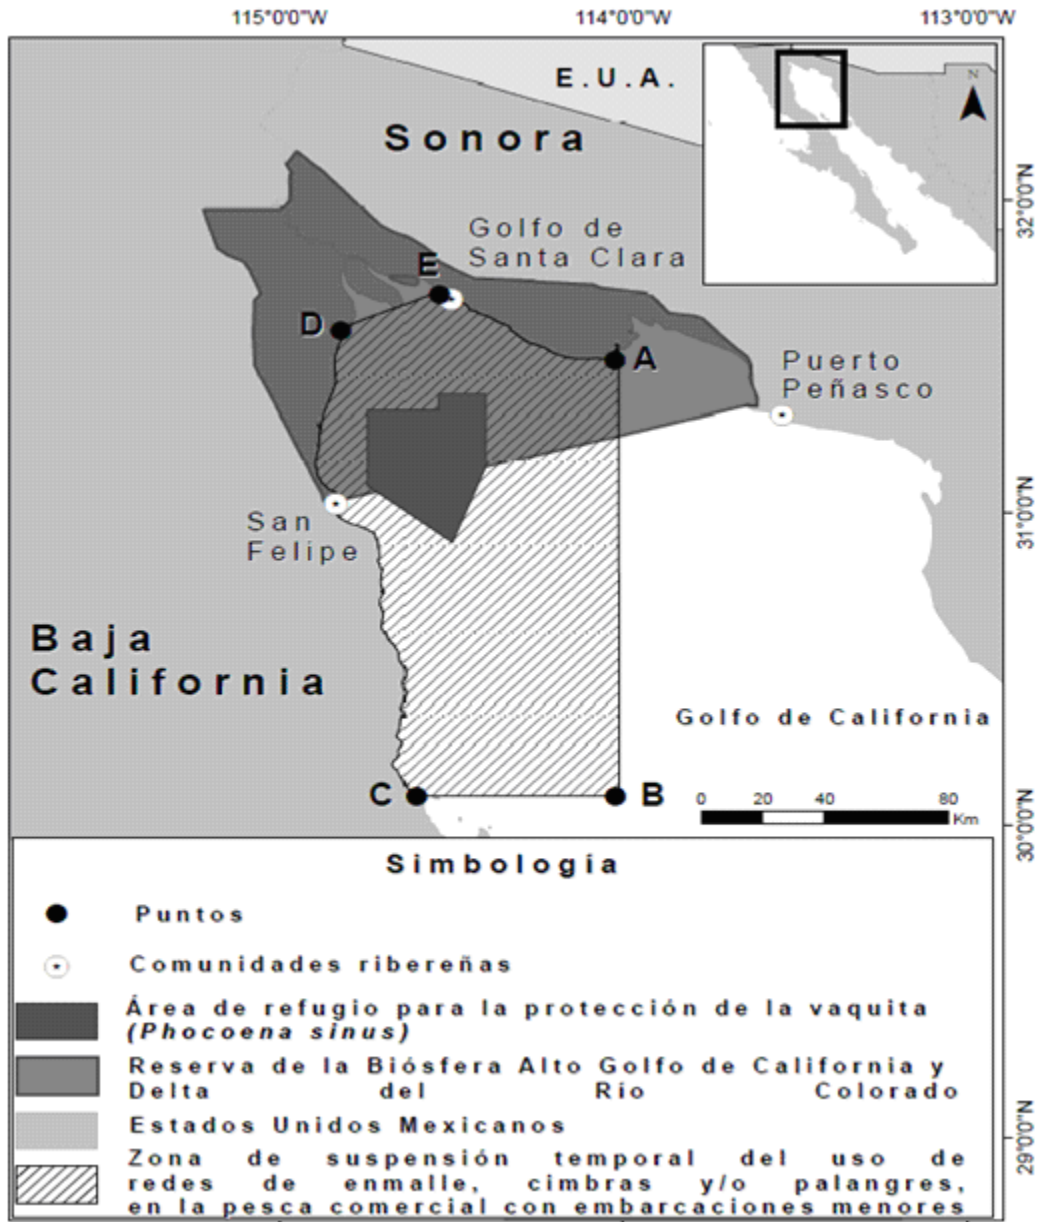 115°0'0"W 114°0'0"W 113°0'0"W
E.U.A.
N
Sonora
32°0'0"N
Golfo de
Santa Clara
E
D
A
Puerto
Peñasco
31°0'0"N
San
Felipe
Baja
California
Golfo de California
C
B
0 20 40 80
Km
30°0'0"N
Simbología
Puntos
Comunidades ribereñas
Área de refugio para la protección de la vaquita
(Phocoena sinus)
Reserva de la Biósfera Alto Golfo de California y
Delta del Río Colorado
Estados Unidos Mexicanos
29°0'0"N
Zona de suspensión temporal del uso de
redes de enmalle, cimbras y/o palangres,
en la pesca comercial con embarcaciones menores